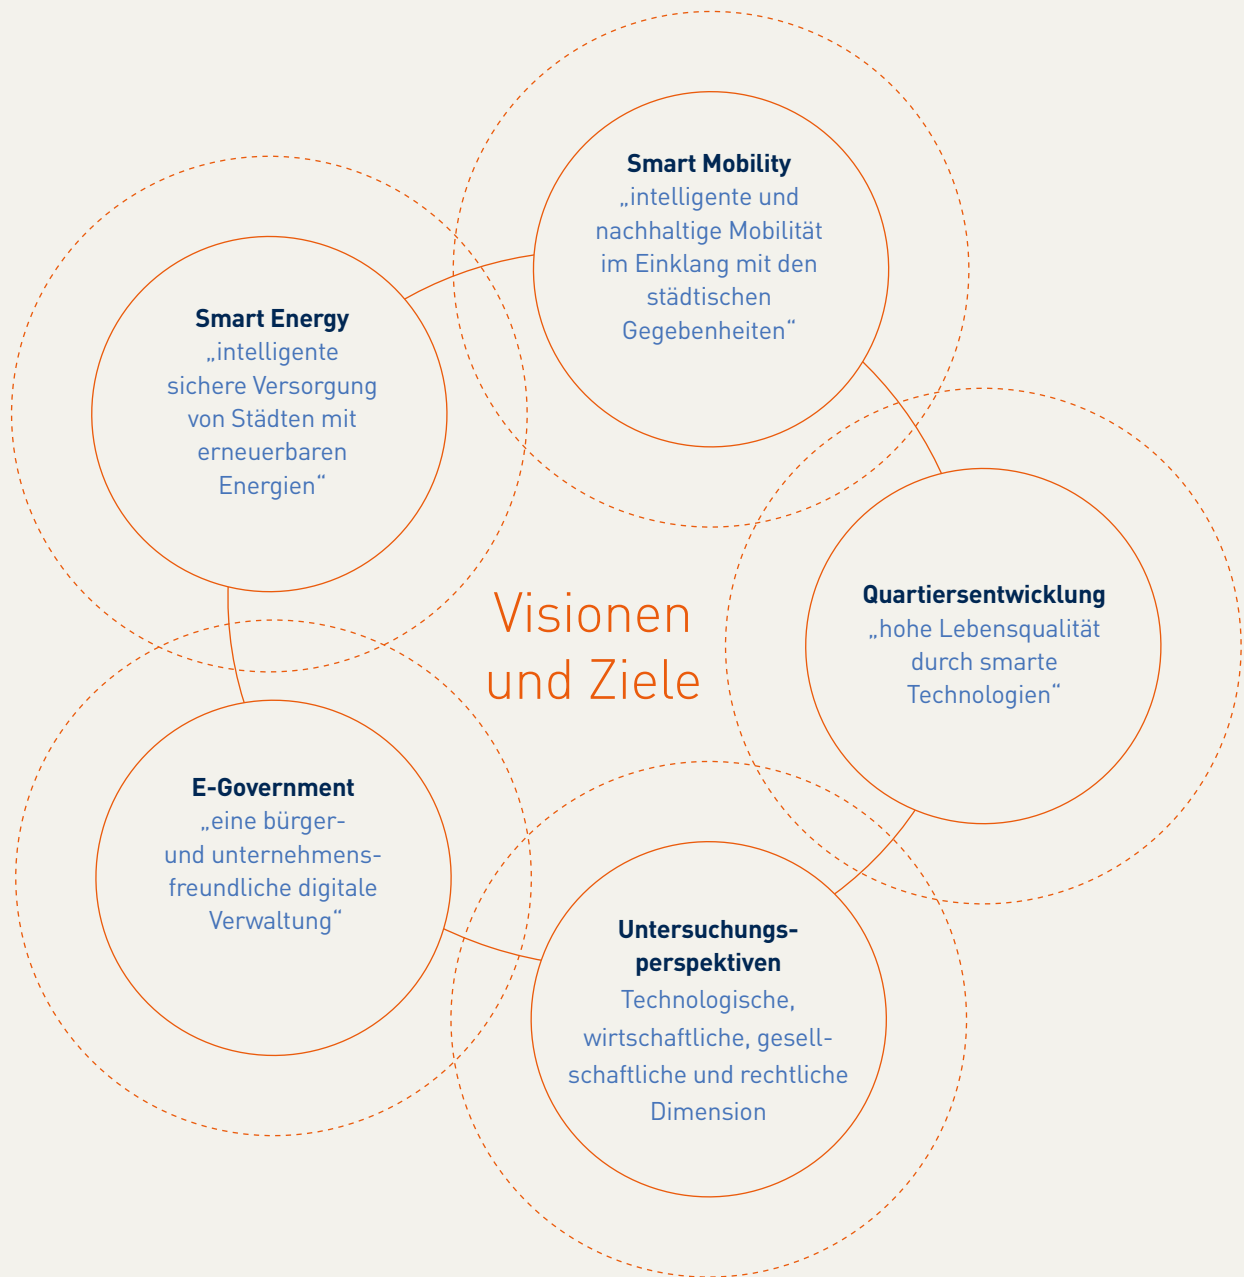 Smart Mobility
„intelligente und
nachhaltige Mobilität
im Einklang mit den
städtischen
Gegebenheiten“
Smart Energy
„intelligente
sichere Versorgung
von Städten mit
erneuerbaren
Energien“
Visionen
und Ziele
Quartiersentwicklung
„hohe Lebensqualität
durch smarte
Technologien“
E-Government
„eine bürger-
und unternehmens-
freundliche digitale
Verwaltung“
Untersuchungs-
perspektiven
Technologische,
wirtschaftliche, gesell-
schaftliche und rechtliche
Dimension